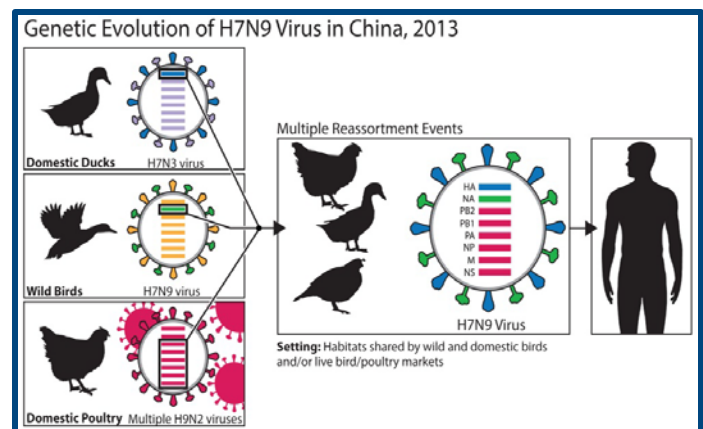 Genetic Evolution of H7N9 Virus in China, 2013
Domestic Ducks
H7N3 virus
Wild Birds
H7N9 virus
Domestic Poultry
Multiple H9N2 viruses
Multiple Reassortment Events
HA
NA
PB2
PB1
PA
NP
M
NS
H7N9 Virus
Setting: Habitats shared by wild and domestic birds
and/or live bird/poultry markets